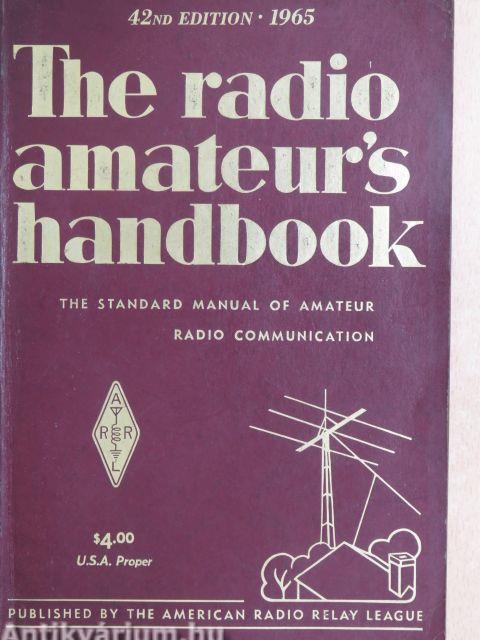 42ND EDITION · 1965
The radio
amateur's
handbook
THE STANDARD MANUAL OF AMATEUR
RADIO COMMUNICATION
A
R R
L
$4.00
U.S.A. Proper
PUBLISHED BY THE AMERICAN RADIO RELAY LEAGUE
Antikvárium.hu